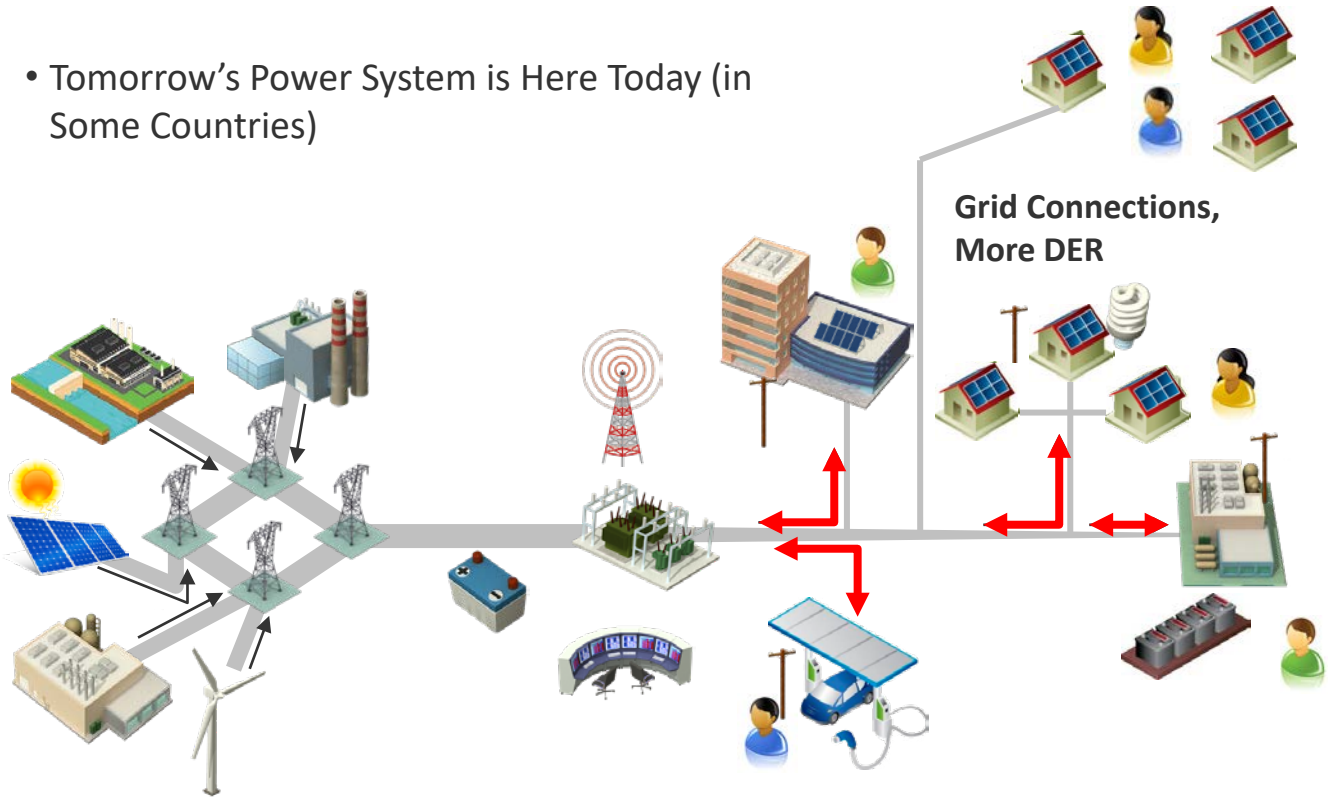 • Tomorrow’s Power System is Here Today (in
Some Countries)
Grid Connections,
More DER